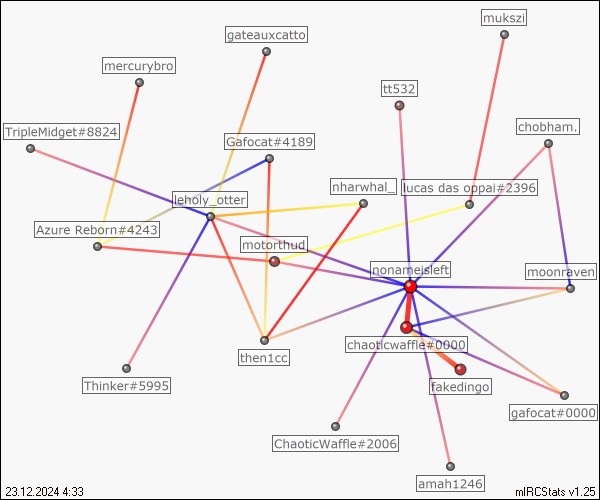 mukszi
gateauxcatto
mercurybro
tt532
chobham.
TripleMidget#8824
Gafocat#4189
nharwhal_
lucas das oppai#2396
leholy_otter
Azure Reborn#4243
motorthud
nonameisleft
moonraven
chaoticwaffle#0000
then1cc
Thinker#5995
fakedingo
gafocat#0000
ChaoticWaffle#2006
amah1246
23.12.2024 4:33
mIRCStats v1.25